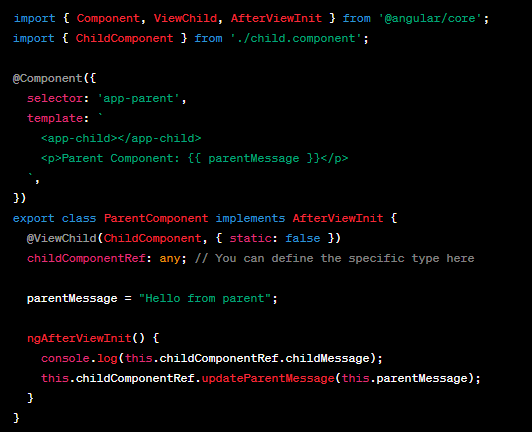 import { Component, ViewChild, AfterViewInit } from '@angular/core';
import { ChildComponent } from './child.component';

@Component({
  selector: 'app-parent',
  template: `
    <app-child></app-child>
    <p>Parent Component: {{ parentMessage }}</p>
  `,
})
export class ParentComponent implements AfterViewInit {
  @ViewChild(ChildComponent, { static: false })
  childComponentRef: any; // You can define the specific type here

  parentMessage = "Hello from parent";

  ngAfterViewInit() {
    console.log(this.childComponentRef.childMessage);
    this.childComponentRef.updateParentMessage(this.parentMessage);
  }
}